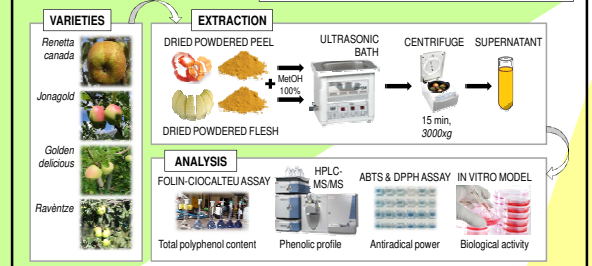 VARIETIES
Renetta
canada
Jonagold
Golden
delicious
Ravèntze
EXTRACTION
DRIED POWDERED PEEL
DRIED POWDERED FLESH
+
MetOH
100%
ULTRASONIC
BATH
CENTRIFUGE
15 min,
3000xg
SUPERNATANT
ANALYSIS
FOLIN-CIOCALTEU ASSAY
Total polyphenol content
HPLC-
MS/MS
Phenolic profile
ABTS & DPPH ASSAY
Antiradical power
IN VITRO MODEL
Biological activity